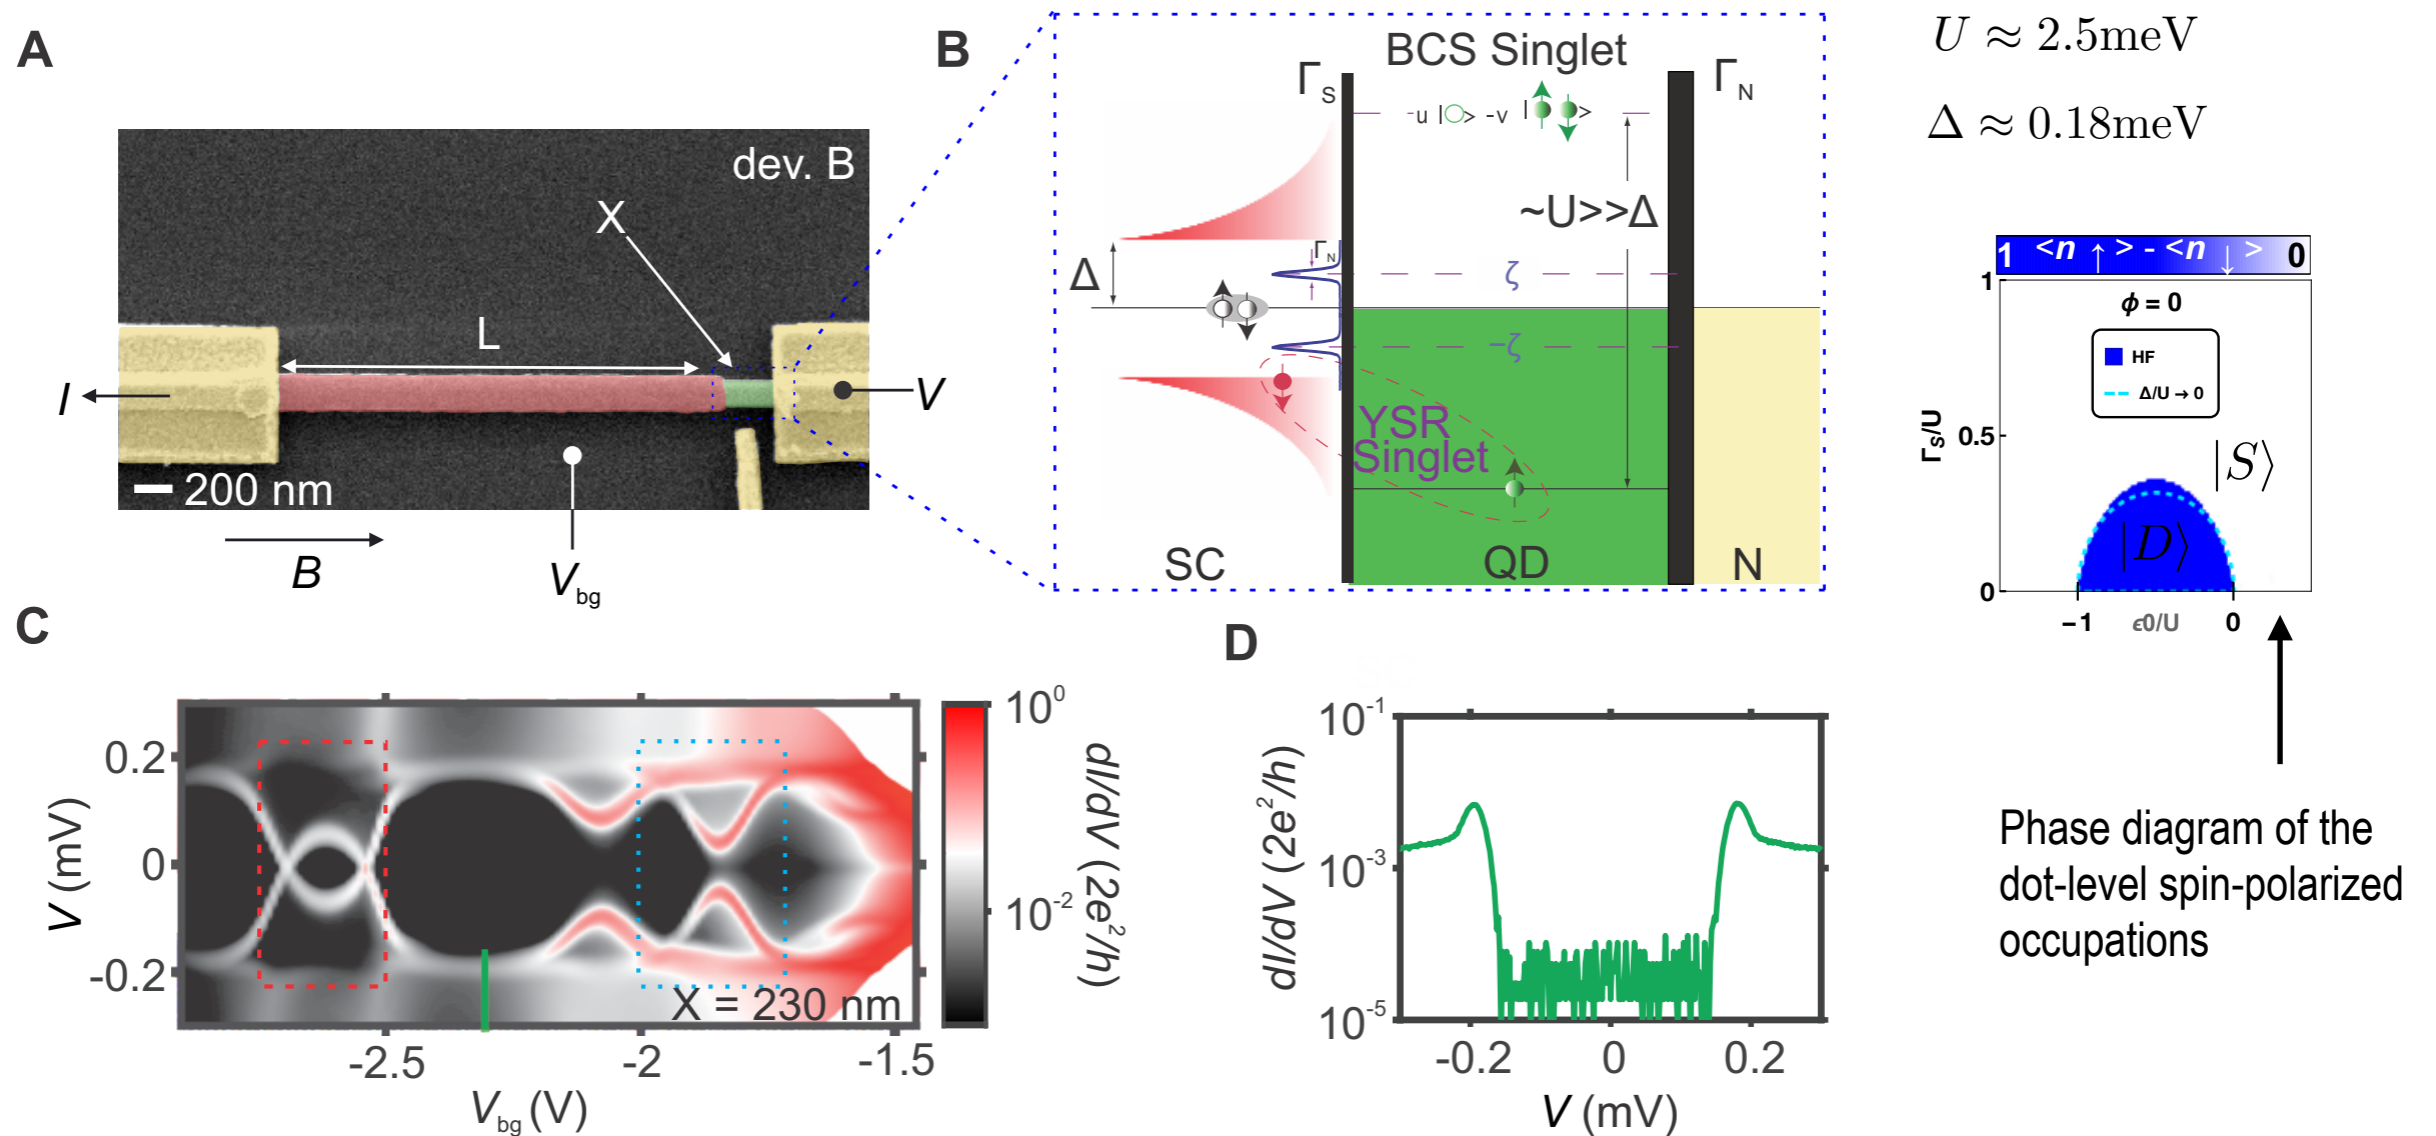 A
dev. B
X
L
I
V
200 nm
B
V_bg
B
BCS Singlet
Γ_S
Γ_N
-u |○> -v | >
~U>>Δ
Δ
Γ_N
ζ
-ζ
YSR
Singlet
SC
QD
N
U ≈ 2.5meV
Δ ≈ 0.18meV
1 <n ↑> - <n ↓> 0
1
0.5
0
Γ_S/U
ϕ = 0
HF
Δ/U → 0
|S⟩
|D⟩
−1
ϵ0/U
0
Phase diagram of the
dot-level spin-polarized
occupations
C
0.2
0
-0.2
V (mV)
X = 230 nm
-2.5
-2
-1.5
V_bg (V)
10^0
10^-2
dI/dV (2e²/h)
D
10^-1
10^-3
10^-5
dI/dV (2e²/h)
-0.2
0
0.2
V (mV)